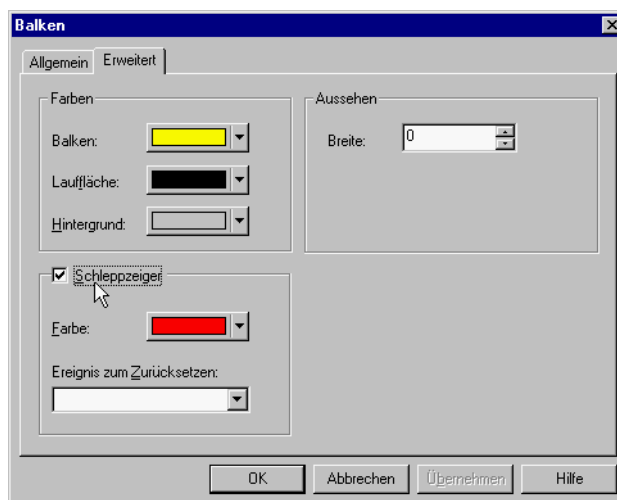 Balken
Allgemein Erweitert
Farben
Balken:
Lauffläche:
Hintergrund:
Aussehen
Breite: 0
Schleppzeiger
Farbe:
Ereignis zum Zurücksetzen:
OK Abbrechen Übernehmen Hilfe